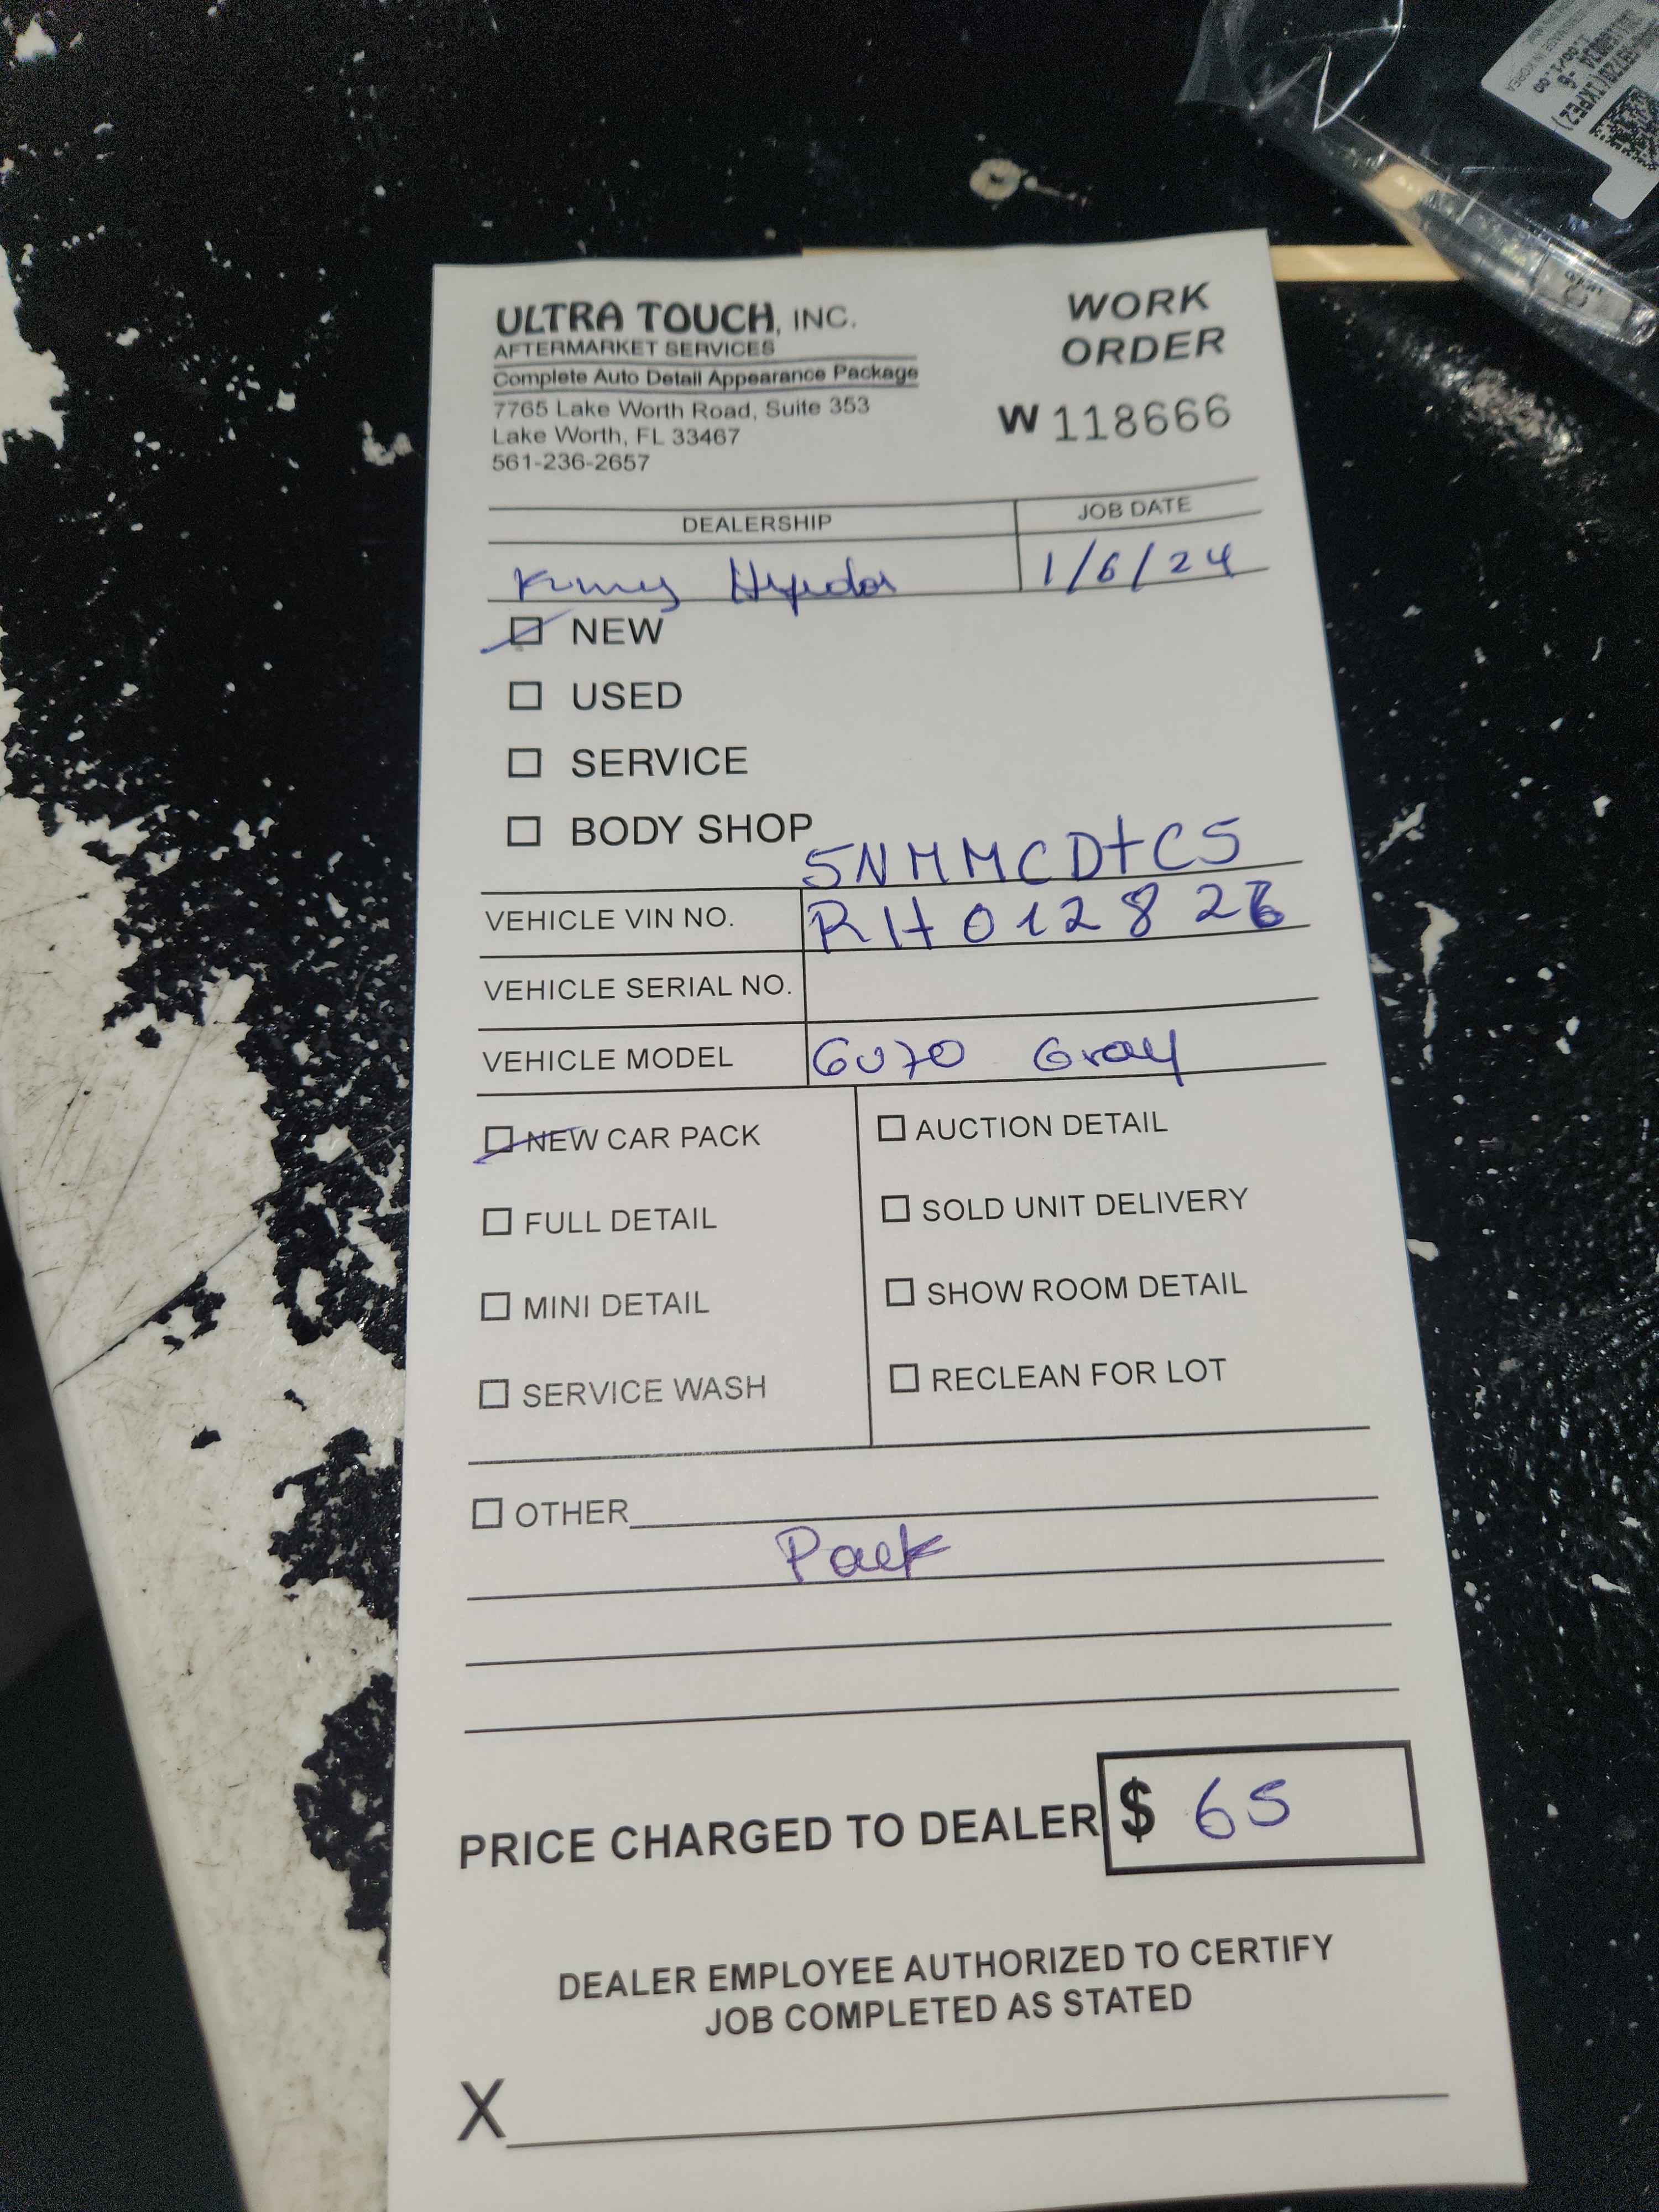 ULTRA TOUCH, INC.
AFTERMARKET SERVICES
Complete Auto Detail Appearance Package
7765 Lake Worth Road, Suite 353
Lake Worth, FL 33467
561-236-2657
WORK
ORDER
W 118666
DEALERSHIP
JOB DATE
1/6/24
NEW
USED
SERVICE
BODY SHOP
5NMMCDTC5
VEHICLE VIN NO.
RH012826
VEHICLE SERIAL NO.
VEHICLE MODEL
GV70 Gray
NEW CAR PACK
AUCTION DETAIL
FULL DETAIL
SOLD UNIT DELIVERY
MINI DETAIL
SHOW ROOM DETAIL
SERVICE WASH
RECLEAN FOR LOT
OTHER
Pack
PRICE CHARGED TO DEALER $ 65
DEALER EMPLOYEE AUTHORIZED TO CERTIFY
JOB COMPLETED AS STATED
X